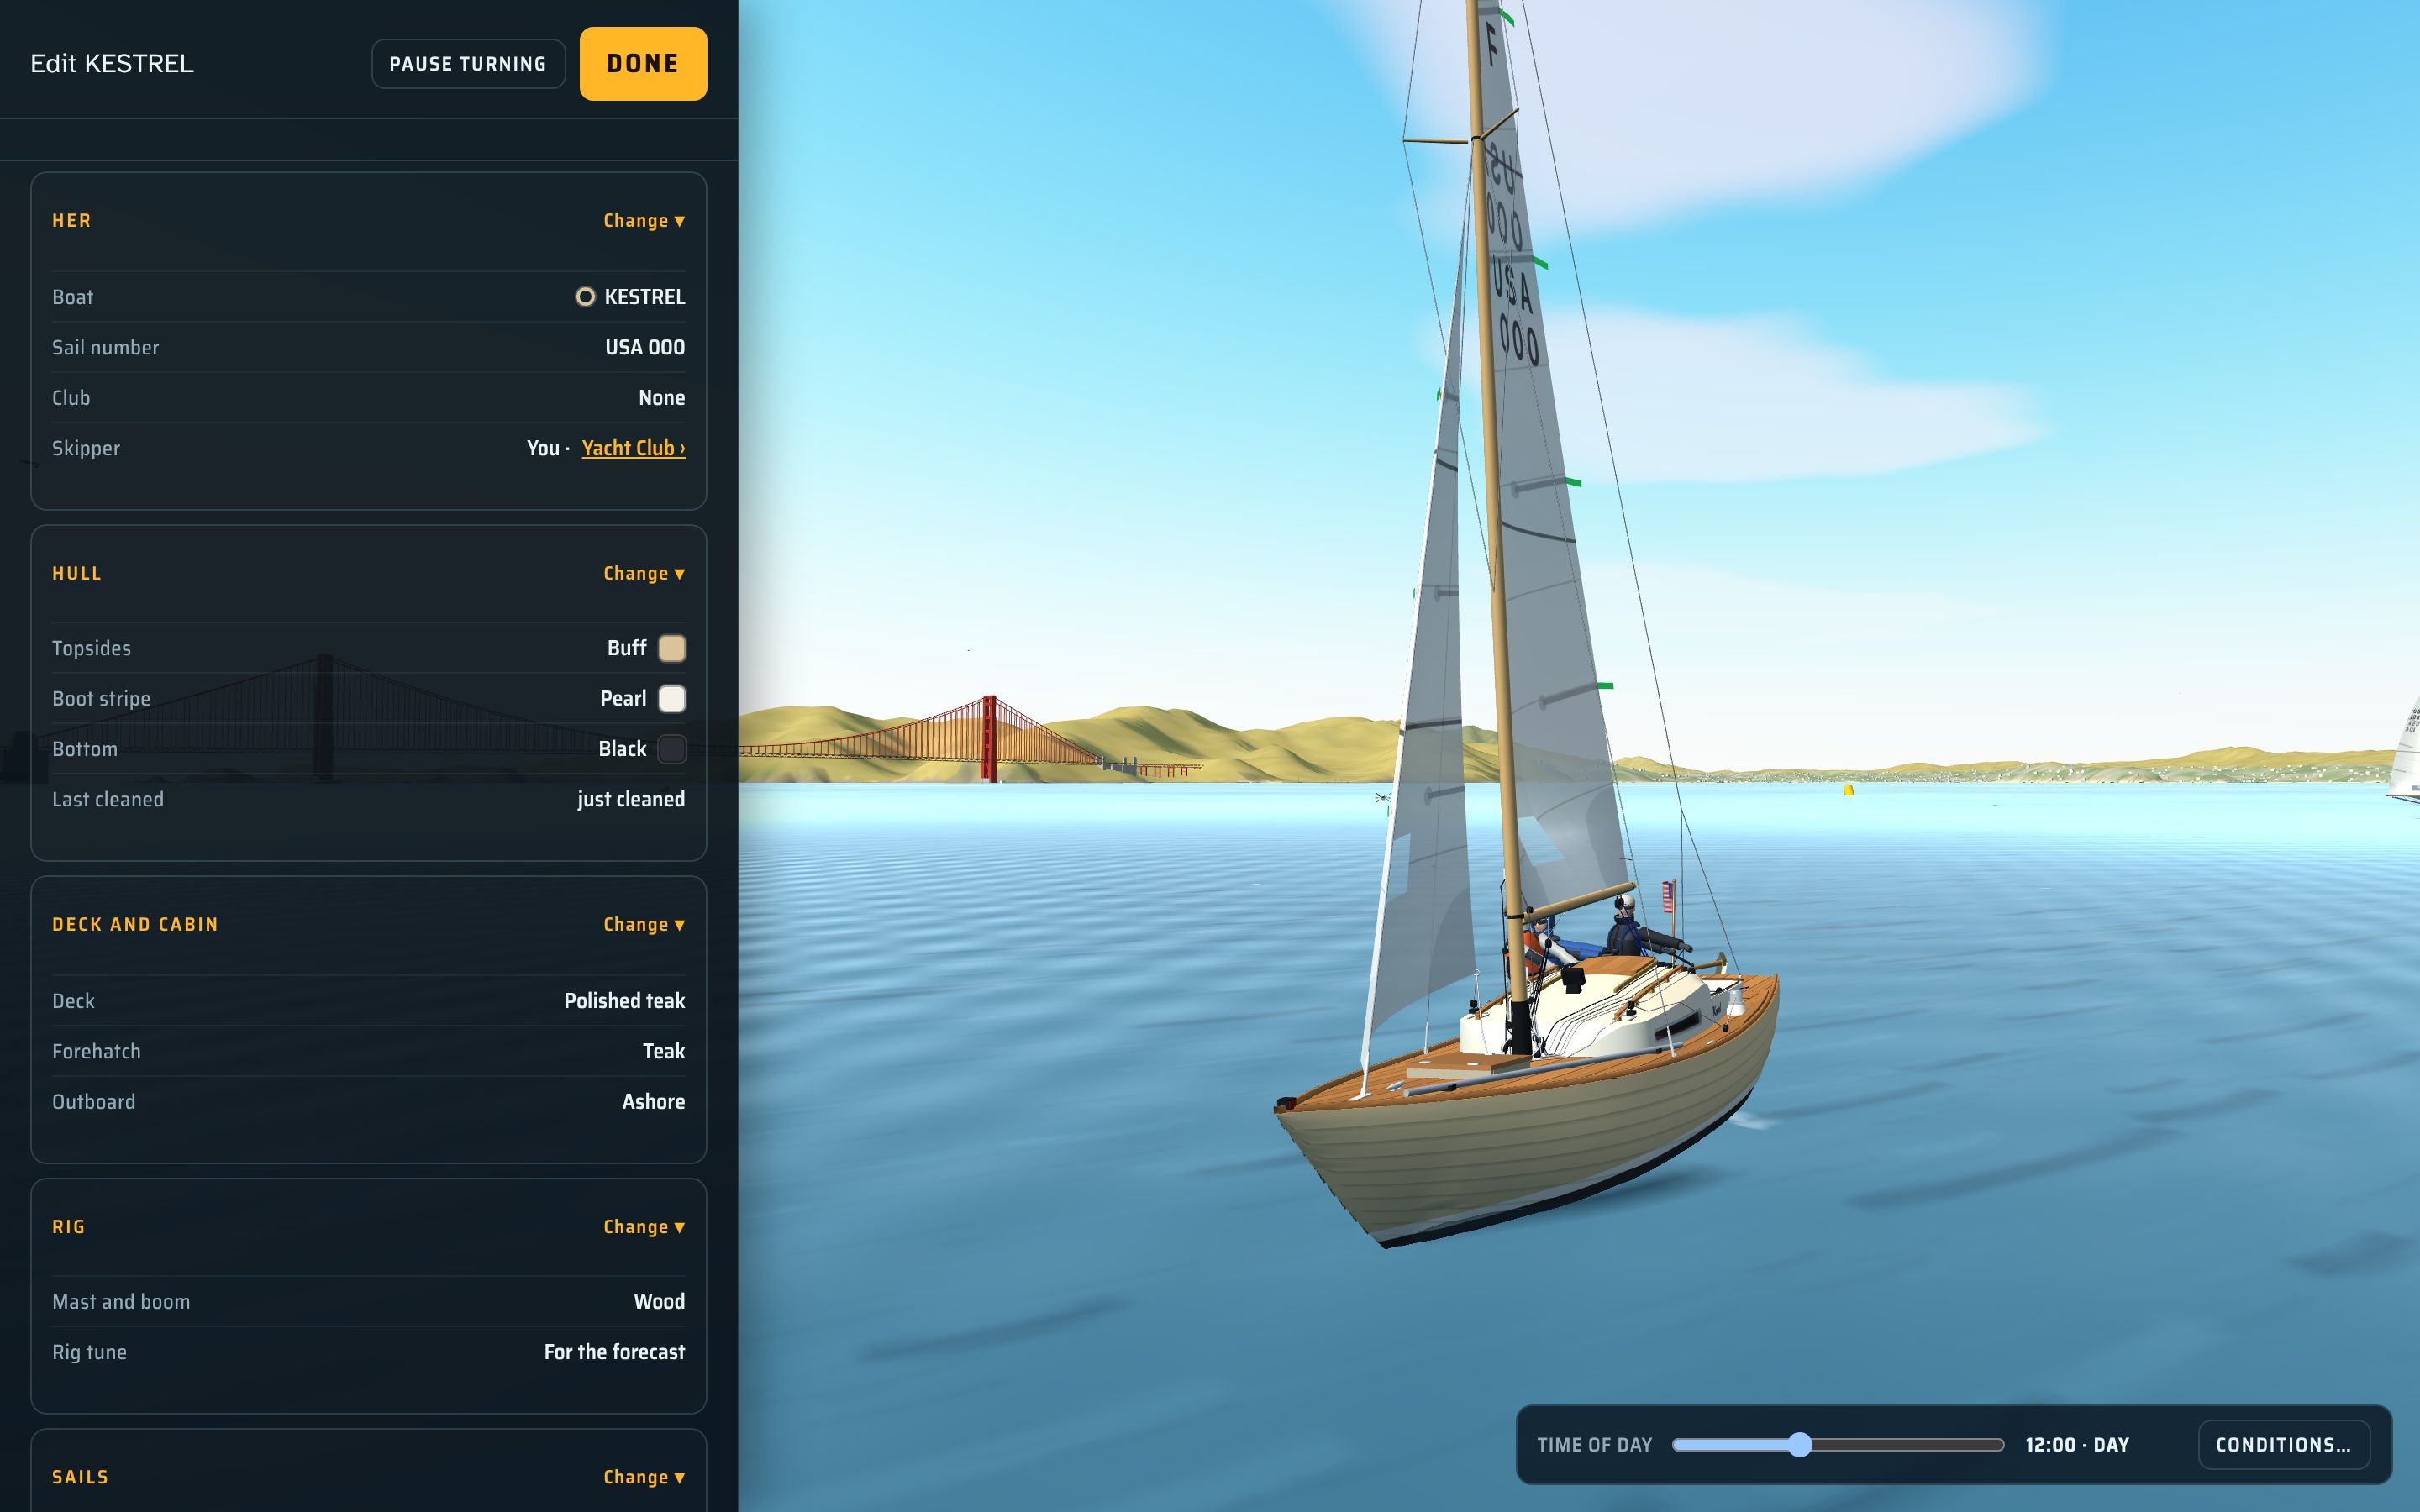 Edit KESTREL
PAUSE TURNING
DONE
HER
Change ▾
Boat
KESTREL
Sail number
USA 000
Club
None
Skipper
You · Yacht Club ›
HULL
Change ▾
Topsides
Buff
Boot stripe
Pearl
Bottom
Black
Last cleaned
just cleaned
DECK AND CABIN
Change ▾
Deck
Polished teak
Forehatch
Teak
Outboard
Ashore
RIG
Change ▾
Mast and boom
Wood
Rig tune
For the forecast
SAILS
Change ▾
F
USA
000
TIME OF DAY
12:00 · DAY
CONDITIONS...